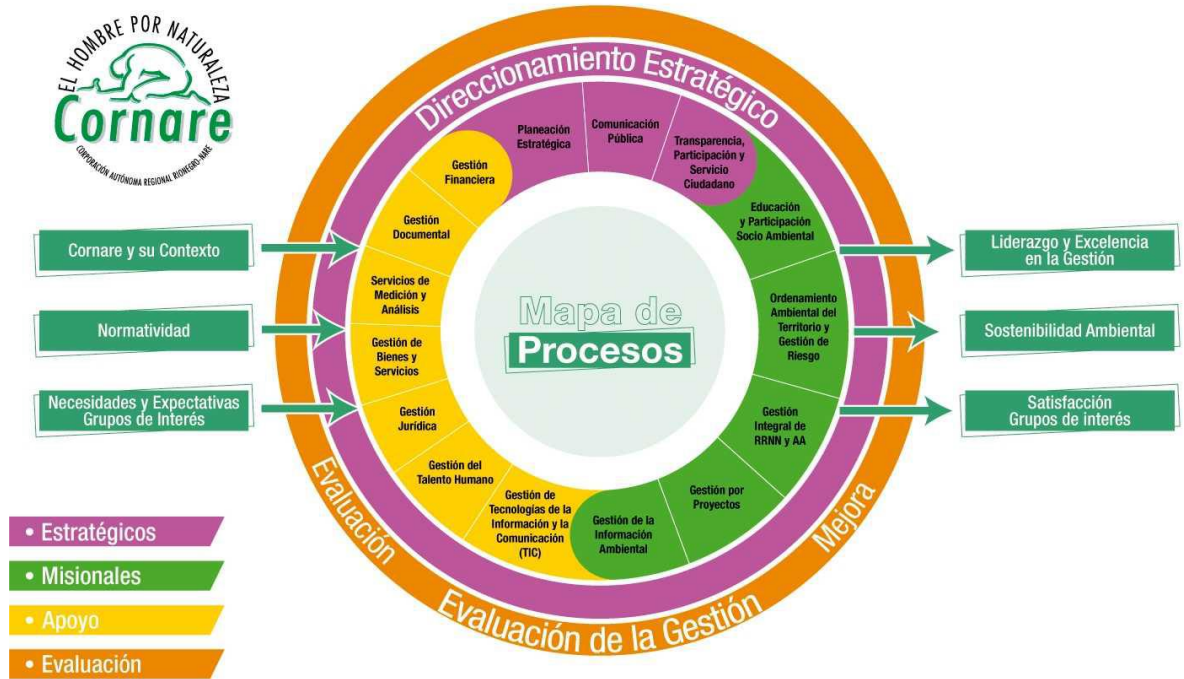 EL HOMBRE POR NATURALEZA
Cornare
CORPORACIÓN AUTÓNOMA REGIONAL RIONEGRO-NARE
Direccionamiento Estratégico
Planeación
Estratégica
Comunicación
Pública
Transparencia,
Participación y
Servicio
Ciudadano
Educación
y Participación
Socio Ambiental
Ordenamiento
Ambiental del
Territorio y
Gestión de
Riesgo
Gestión
Integral de
RRNN y AA
Gestión por
Proyectos
Gestión de la
Información
Ambiental
Gestión de
Tecnologías de la
Información y la
Comunicación
(TIC)
Gestión del
Talento Humano
Gestión
Jurídica
Gestión de
Bienes y
Servicios
Servicios de
Medición y
Análisis
Gestión
Documental
Gestión
Financiera
Mapa de
Procesos
Cornare y su Contexto
Normatividad
Necesidades y Expectativas
Grupos de Interés
Liderazgo y Excelencia
en la Gestión
Sostenibilidad Ambiental
Satisfacción
Grupos de interés
Evaluación
Evaluación de la Gestión
Mejora
• Estratégicos
• Misionales
• Apoyo
• Evaluación